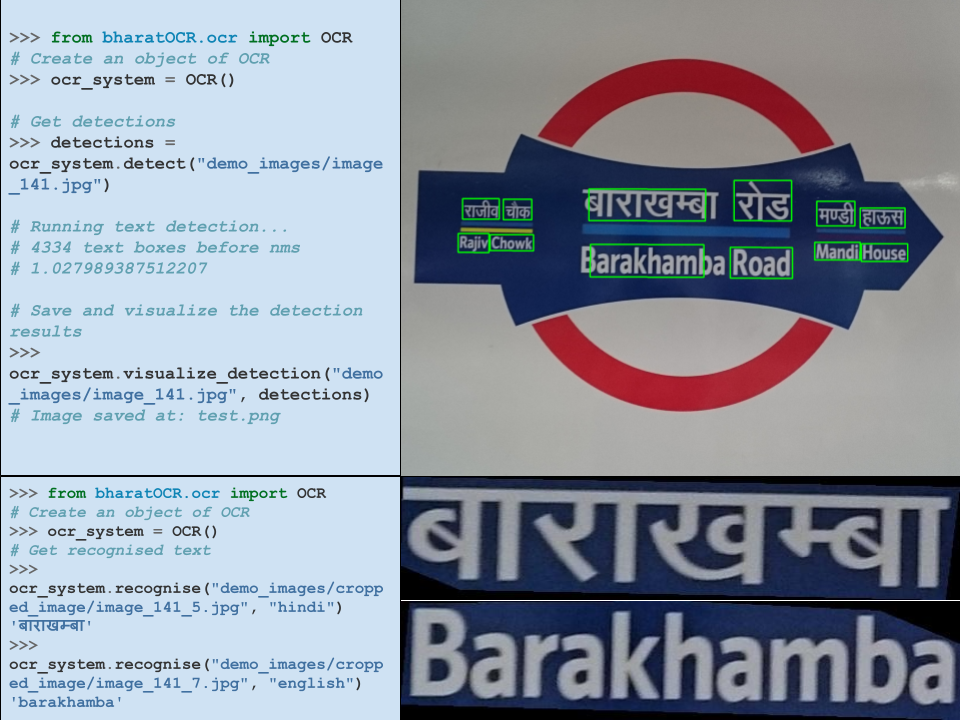 >>> from bharatOCR.ocr import OCR
# Create an object of OCR
>>> ocr_system = OCR()
# Get detections
>>> detections =
ocr_system.detect("demo_images/image
_141.jpg")
# Running text detection...
# 4334 text boxes before nms
# 1.027989387512207
# Save and visualize the detection
results
>>>
ocr_system.visualize_detection("demo
_images/image_141.jpg", detections)
# Image saved at: test.png
राजीव चौक
Rajiv Chowk
बाराखम्बा रोड
Barakhamba Road
मण्डी हाऊस
Mandi House
>>> from bharatOCR.ocr import OCR
# Create an object of OCR
>>> ocr_system = OCR()
# Get recognised text
>>>
ocr_system.recognise("demo_images/cropp
ed_image/image_141_5.jpg", "hindi")
'बाराखम्बा'
>>>
ocr_system.recognise("demo_images/cropp
ed_image/image_141_7.jpg", "english")
'barakhamba'
बाराखम्बा
Barakhamba